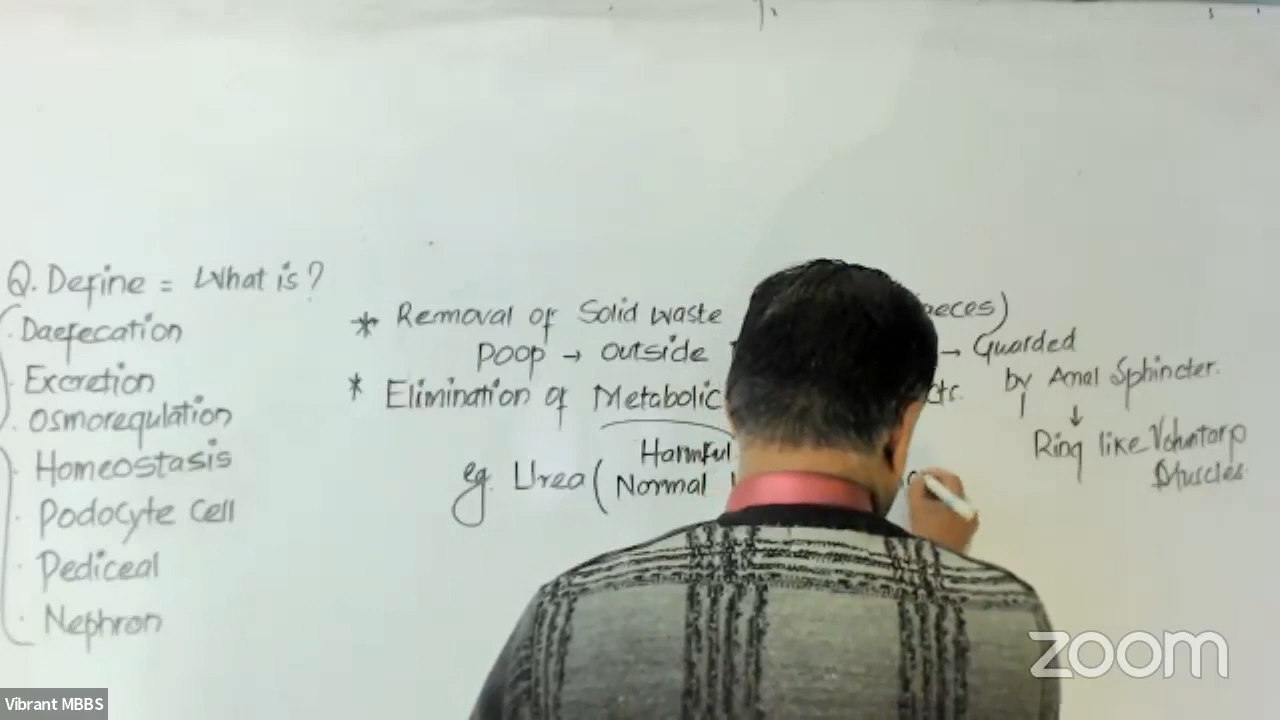 Q. Define = What is?
Daefecation
Excretion
Osmoregulation
Homeostasis
Podocyte Cell
Pediceal
Nephron
* Removal of Solid Waste
Poop → outside
→ Guarded
by Anal Sphincter.
↓
Ring like Voluntary
Muscles
* Elimination of Metabolic
Harmful
eg. Urea (Normal
zoom
Vibrant MBBS